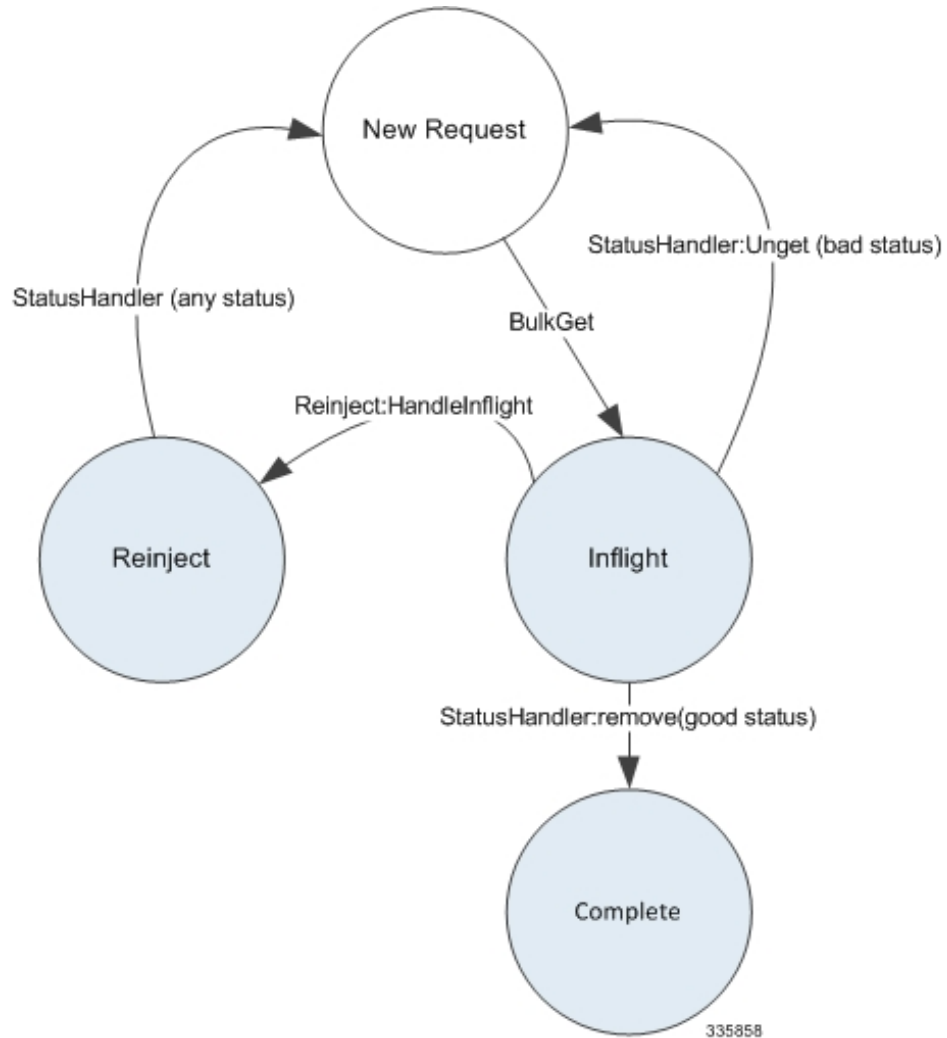 New Request
StatusHandler:Unget (bad status)
StatusHandler (any status)
BulkGet
Reinject:HandleInflight
Reinject
Inflight
StatusHandler:remove(good status)
Complete
335858